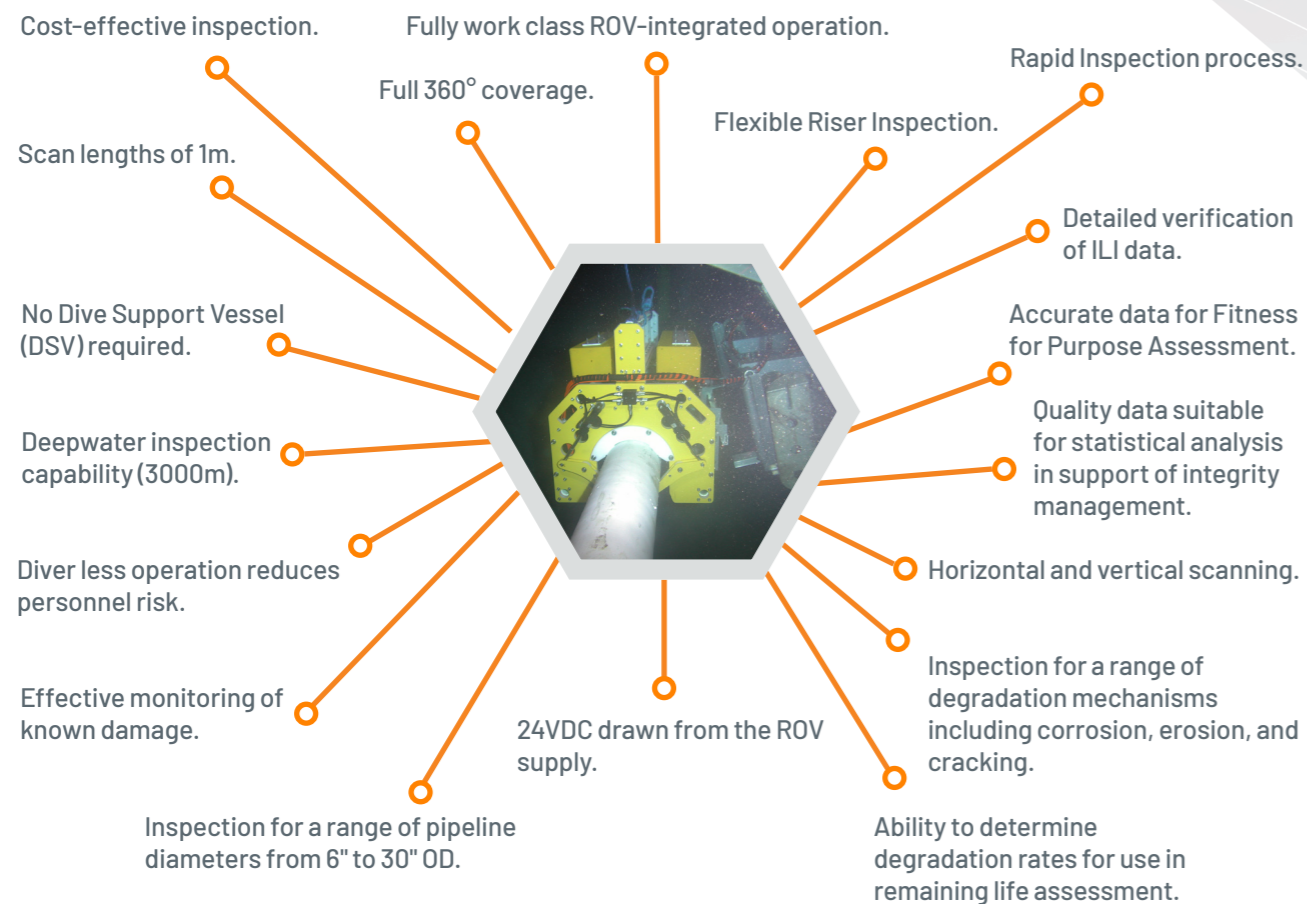 Cost-effective inspection.
Fully work class ROV-integrated operation.
Rapid Inspection process.
Full 360° coverage.
Flexible Riser Inspection.
Scan lengths of 1m.
Detailed verification
of ILI data.
No Dive Support Vessel
(DSV) required.
Accurate data for Fitness
for Purpose Assessment.
Quality data suitable
for statistical analysis
in support of integrity
management.
Deepwater inspection
capability (3000m).
Diver less operation reduces
personnel risk.
Horizontal and vertical scanning.
Effective monitoring of
known damage.
24VDC drawn from the ROV
supply.
Inspection for a range of
degradation mechanisms
including corrosion, erosion, and
cracking.
Inspection for a range of pipeline
diameters from 6" to 30" OD.
Ability to determine
degradation rates for use in
remaining life assessment.